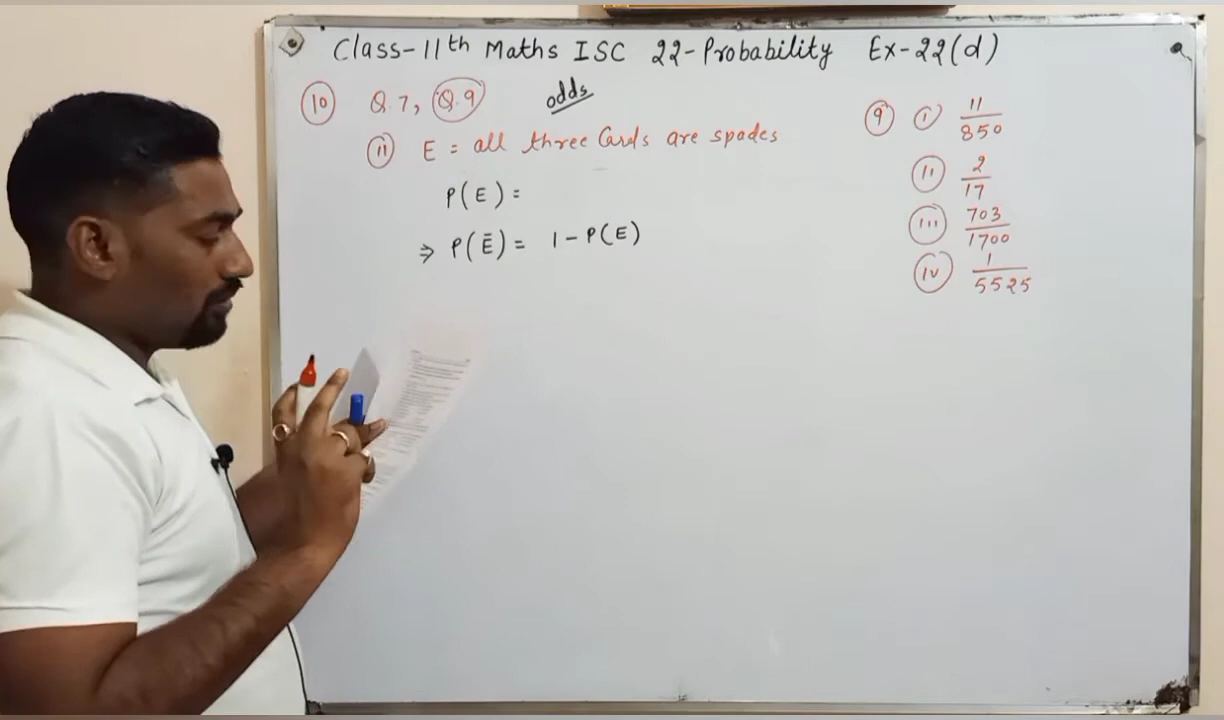 Class-11th Maths ISC 22-Probability Ex-22(d)
10 Q.7, Q.9 odds
ii E = all three Cards are spades
P(E) =
⇒ P(Ē) = 1 - P(E)
9 i 11/850
ii 2/17
iii 703/1700
iv 1/5525